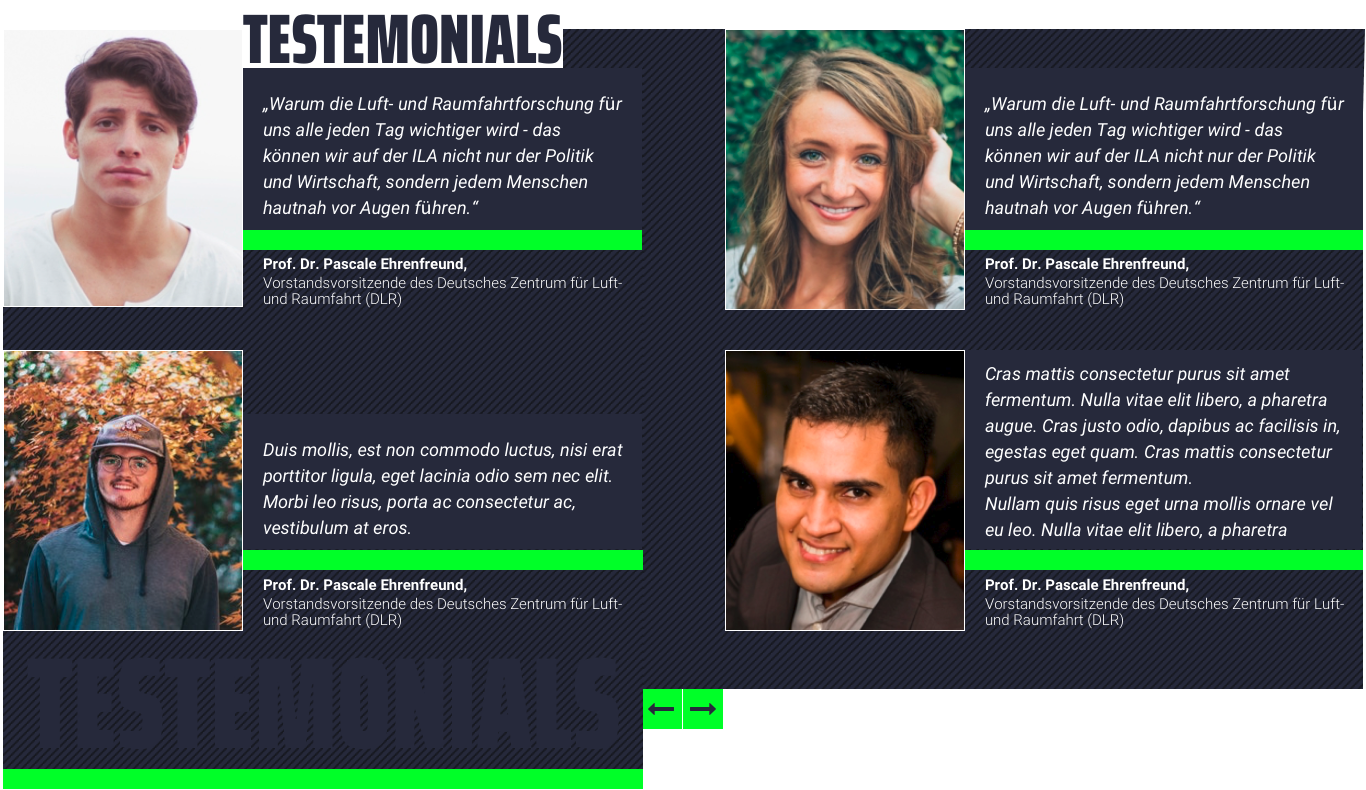 TESTEMONIALS
„Warum die Luft- und Raumfahrtforschung für
uns alle jeden Tag wichtiger wird - das
können wir auf der ILA nicht nur der Politik
und Wirtschaft, sondern jedem Menschen
hautnah vor Augen führen.“
Prof. Dr. Pascale Ehrenfreund,
Vorstandsvorsitzende des Deutsches Zentrum für Luft-
und Raumfahrt (DLR)
„Warum die Luft- und Raumfahrtforschung für
uns alle jeden Tag wichtiger wird - das
können wir auf der ILA nicht nur der Politik
und Wirtschaft, sondern jedem Menschen
hautnah vor Augen führen.“
Prof. Dr. Pascale Ehrenfreund,
Vorstandsvorsitzende des Deutsches Zentrum für Luft-
und Raumfahrt (DLR)
Duis mollis, est non commodo luctus, nisi erat
porttitor ligula, eget lacinia odio sem nec elit.
Morbi leo risus, porta ac consectetur ac,
vestibulum at eros.
Prof. Dr. Pascale Ehrenfreund,
Vorstandsvorsitzende des Deutsches Zentrum für Luft-
und Raumfahrt (DLR)
Cras mattis consectetur purus sit amet
fermentum. Nulla vitae elit libero, a pharetra
augue. Cras justo odio, dapibus ac facilisis in,
egestas eget quam. Cras mattis consectetur
purus sit amet fermentum.
Nullam quis risus eget urna mollis ornare vel
eu leo. Nulla vitae elit libero, a pharetra
Prof. Dr. Pascale Ehrenfreund,
Vorstandsvorsitzende des Deutsches Zentrum für Luft-
und Raumfahrt (DLR)
TESTEMONIALS